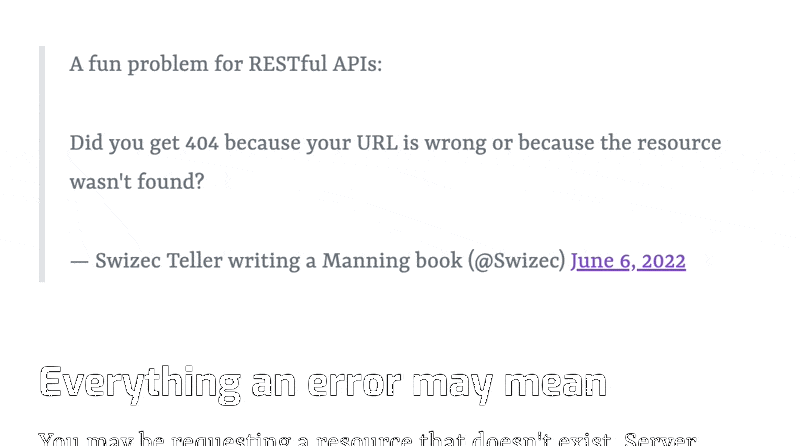 A fun problem for RESTful APIs:
Did you get 404 because your URL is wrong or because the resource
wasn't found?
— Swizec Teller writing a Manning book (@Swizec) June 6, 2022
Everything an error may mean
You may be requesting a resource that doesn't exist. Server